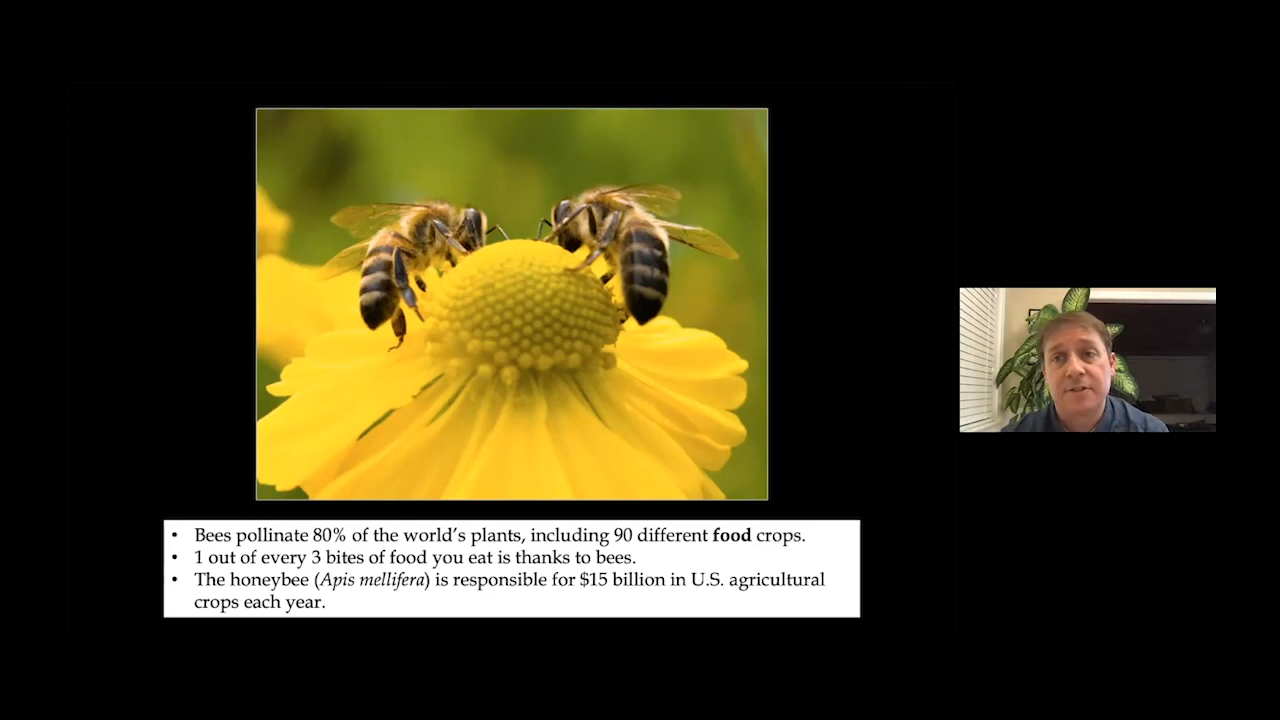 • Bees pollinate 80% of the world's plants, including 90 different food crops.
• 1 out of every 3 bites of food you eat is thanks to bees.
• The honeybee (Apis mellifera) is responsible for $15 billion in U.S. agricultural
crops each year.